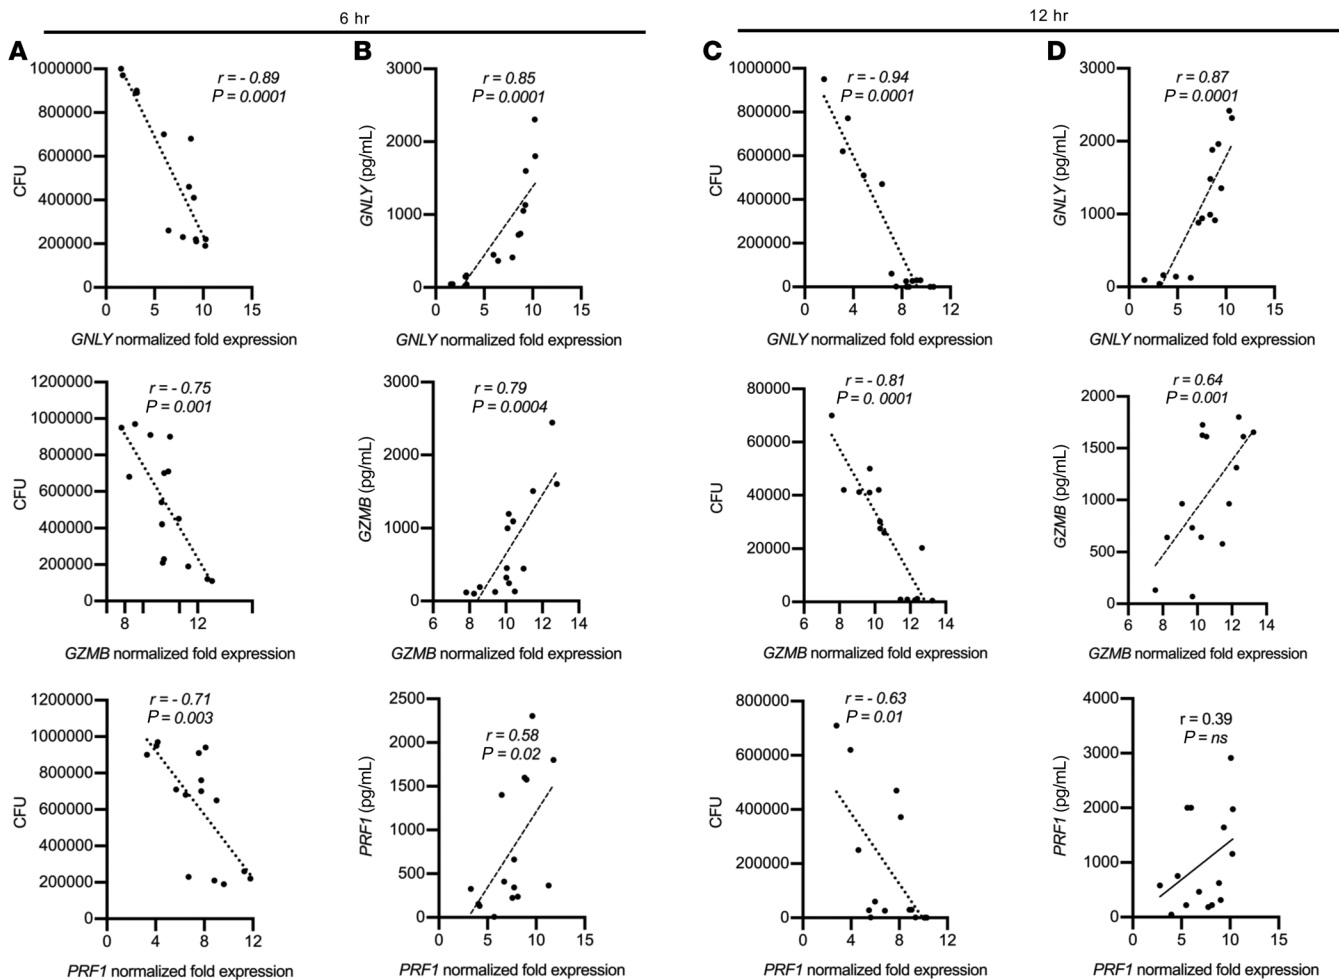 6 hr
12 hr
A
B
C
D
1000000
800000
600000
400000
200000
0
CFU
r = - 0.89
P = 0.0001
0 5 10 15
GNLY normalized fold expression
3000
2000
1000
0
GNLY (pg/mL)
r = 0.85
P = 0.0001
0 5 10 15
GNLY normalized fold expression
1000000
800000
600000
400000
200000
0
CFU
r = - 0.94
P = 0.0001
0 4 8 12
GNLY normalized fold expression
3000
2000
1000
0
GNLY (pg/mL)
r = 0.87
P = 0.0001
0 5 10 15
GNLY normalized fold expression
1200000
1000000
800000
600000
400000
200000
0
CFU
r = - 0.75
P = 0.001
8 12
GZMB normalized fold expression
3000
2000
1000
0
GZMB (pg/mL)
r = 0.79
P = 0.0004
6 8 10 12 14
GZMB normalized fold expression
80000
60000
40000
20000
0
CFU
r = - 0.81
P = 0. 0001
6 8 10 12 14
GZMB normalized fold expression
2000
1500
1000
500
0
GZMB (pg/mL)
r = 0.64
P = 0.001
6 8 10 12 14
GZMB normalized fold expression
1200000
1000000
800000
600000
400000
200000
0
CFU
r = - 0.71
P = 0.003
0 4 8 12
PRF1 normalized fold expression
2500
2000
1500
1000
500
0
PRF1 (pg/mL)
r = 0.58
P = 0.02
0 5 10 15
PRF1 normalized fold expression
800000
600000
400000
200000
0
CFU
r = - 0.63
P = 0.01
0 4 8 12
PRF1 normalized fold expression
4000
3000
2000
1000
0
PRF1 (pg/mL)
r = 0.39
P = ns
0 5 10 15
PRF1 normalized fold expression